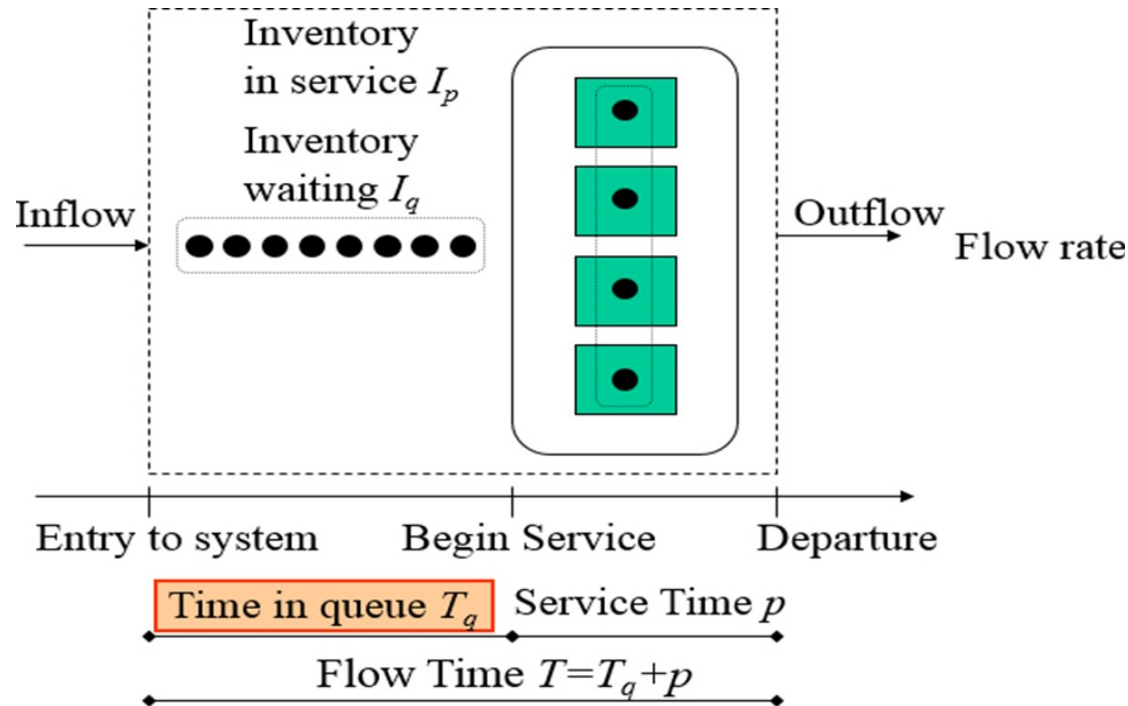 Inventory
in service I_p
Inventory
waiting I_q
Inflow
Outflow
Flow rate
Entry to system
Begin Service
Departure
Time in queue T_q
Service Time p
Flow Time T=T_q+p